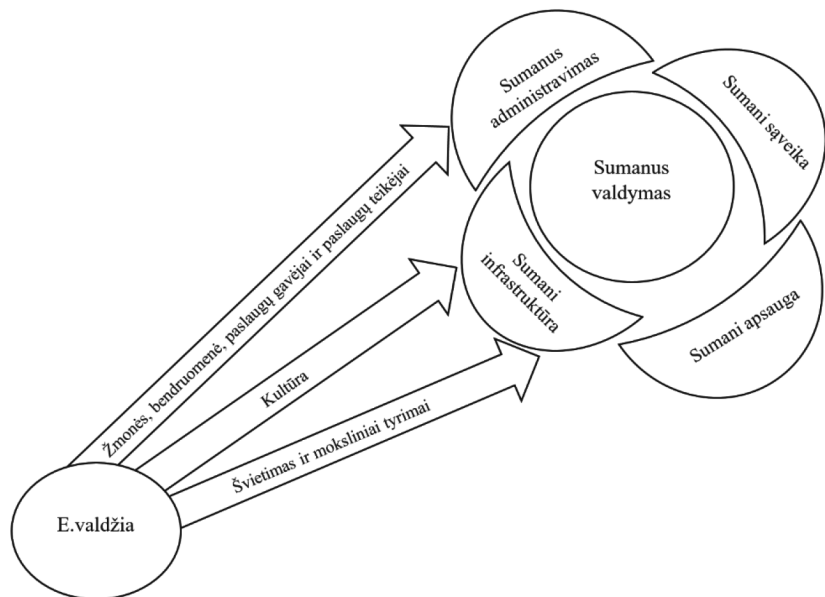 Sumanus
administravimas
Sumani sąveika
Sumanus
valdymas
Sumani
infrastruktūra
Sumani apsauga
Žmonės, bendruomenė, paslaugų gavėjai ir paslaugų teikėjai
Kultūra
Švietimas ir moksliniai tyrimai
E.valdžia